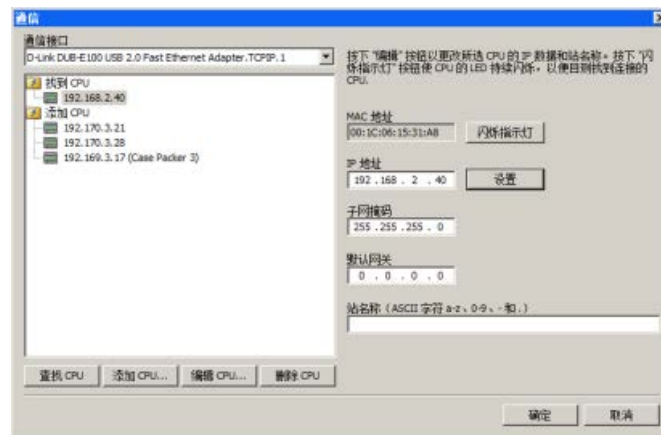 通信
通信接口
D-Link DUB-E100 USB 2.0 Fast Ethernet Adapter.TCPIP.1
找到 CPU
192.168.2.40
添加 CPU
192.170.3.21
192.170.3.28
192.169.3.17 (Case Packer 3)
查找 CPU
添加 CPU...
编辑 CPU...
删除 CPU
按下 "编辑" 按钮以更改所选 CPU 的 IP 数据和站名称。按下 "闪
烁指示灯" 按钮使 CPU 的 LED 持续闪烁，以便目测找到连接的
CPU.
MAC 地址
00:1C:06:15:31:A8
闪烁指示灯
IP 地址
192 .168 . 2 . 40
设置
子网掩码
255 .255 .255 . 0
默认网关
0 . 0 . 0 . 0
站名称（ASCII 字符 a-z、0-9、- 和 .）
确定
取消